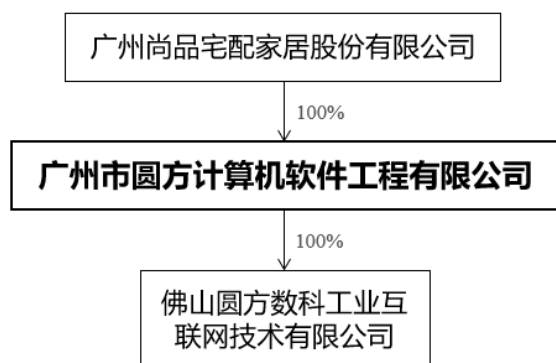 广州尚品宅配家居股份有限公司
100%
广州市圆方计算机软件工程有限公司
100%
佛山圆方数科工业互
联网技术有限公司